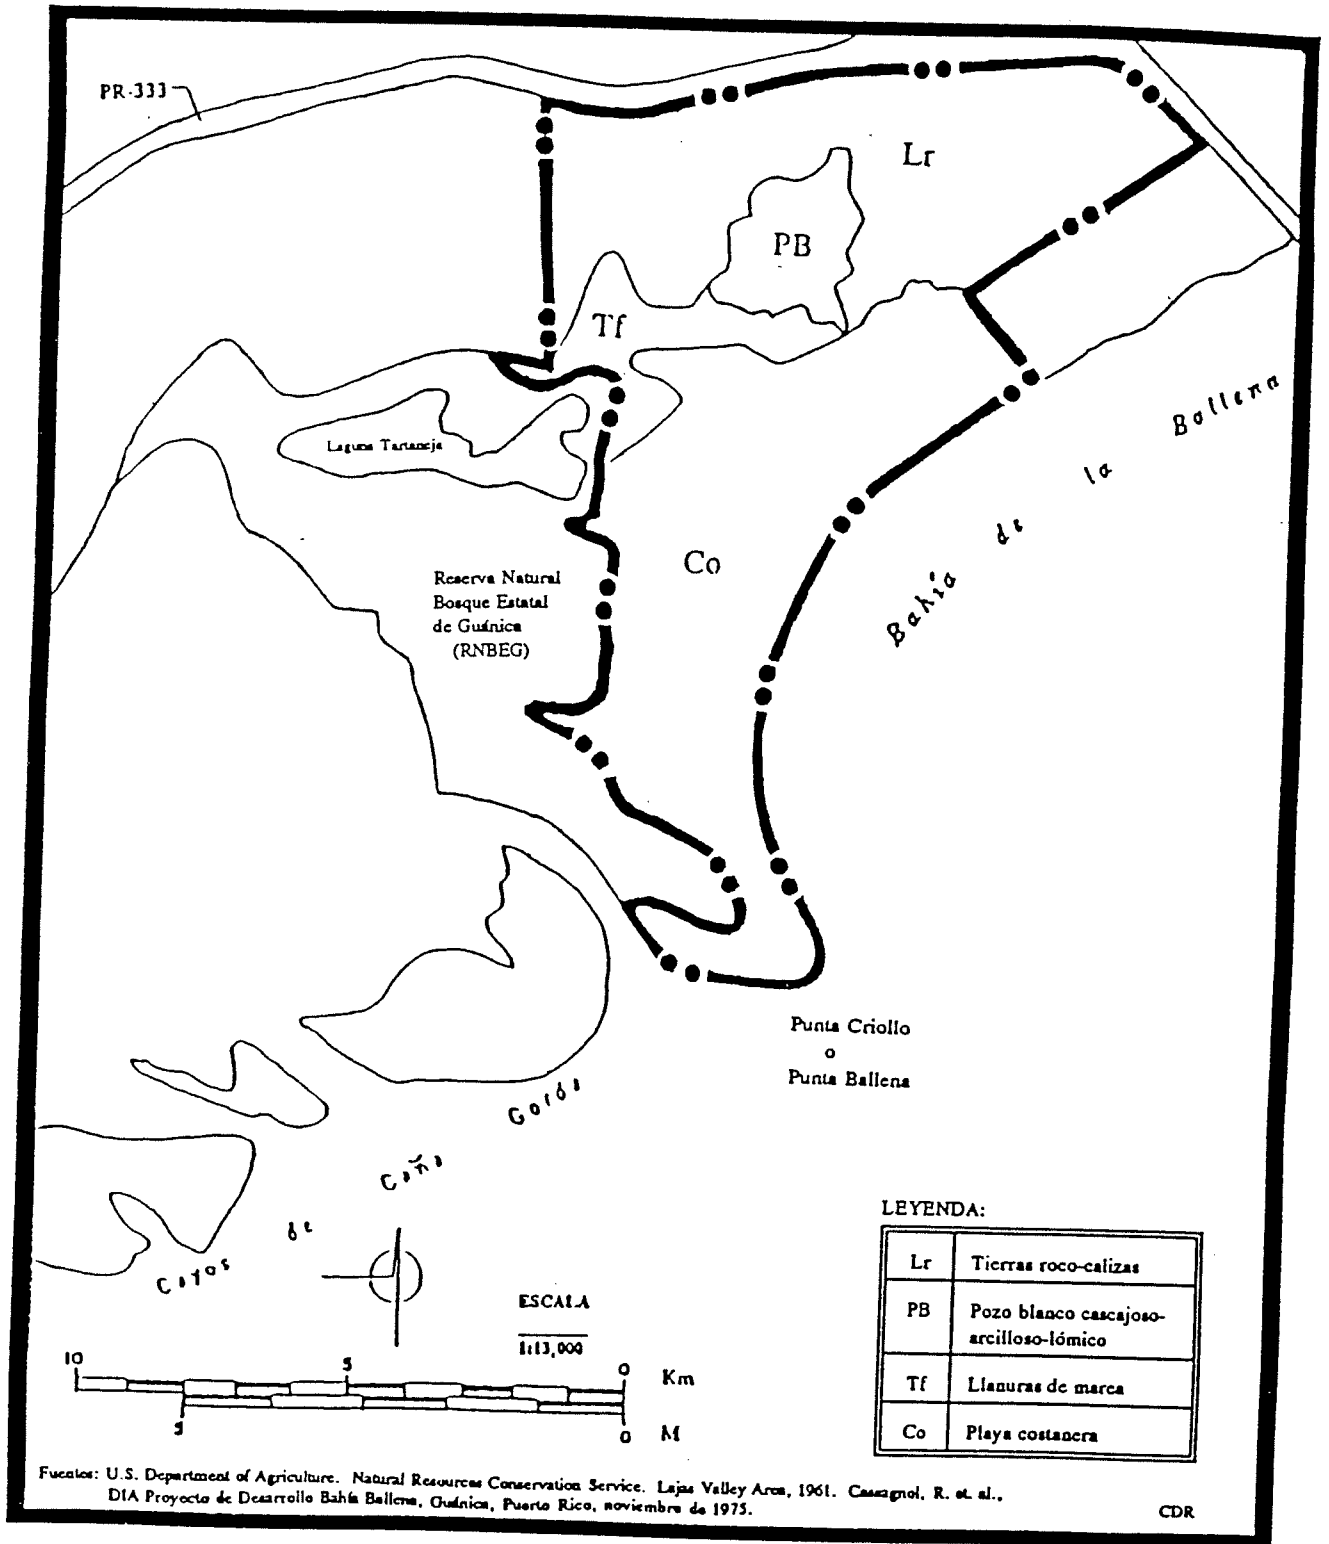 PR-333
Lr
PB
Tf
Laguna Tartaneja
Bahía de la Ballena
Co
Reserva Natural
Bosque Estatal
de Guánica
(RNBEG)
Punta Criollo
o
Punta Ballena
Cayos de Caña Gorda
LEYENDA:
Lr Tierras roco-calizas
PB Pozo blanco cascajoso-
arcilloso-lómico
Tf Llanuras de marea
Co Playa costanera
ESCALA
1:13,000
10 5 0 Km
5 0 M
Fuentes: U.S. Department of Agriculture. Natural Resources Conservation Service. Lajas Valley Area, 1961. R. et. al.,
DIA Proyecto de Desarrollo Bahía Ballena, Guánica, Puerto Rico, noviembre de 1975.
CDR